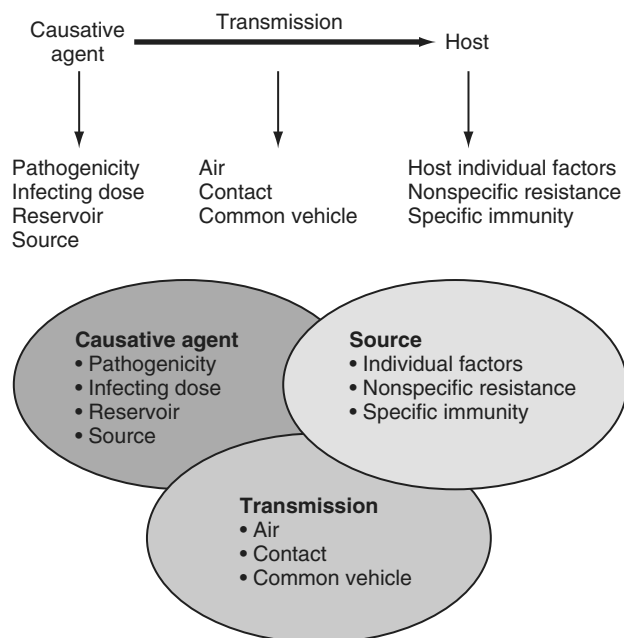 Transmission
Causative
agent
Host
Pathogenicity
Infecting dose
Reservoir
Source
Air
Contact
Common vehicle
Host individual factors
Nonspecific resistance
Specific immunity
Causative agent
• Pathogenicity
• Infecting dose
• Reservoir
• Source
Source
• Individual factors
• Nonspecific resistance
• Specific immunity
Transmission
• Air
• Contact
• Common vehicle